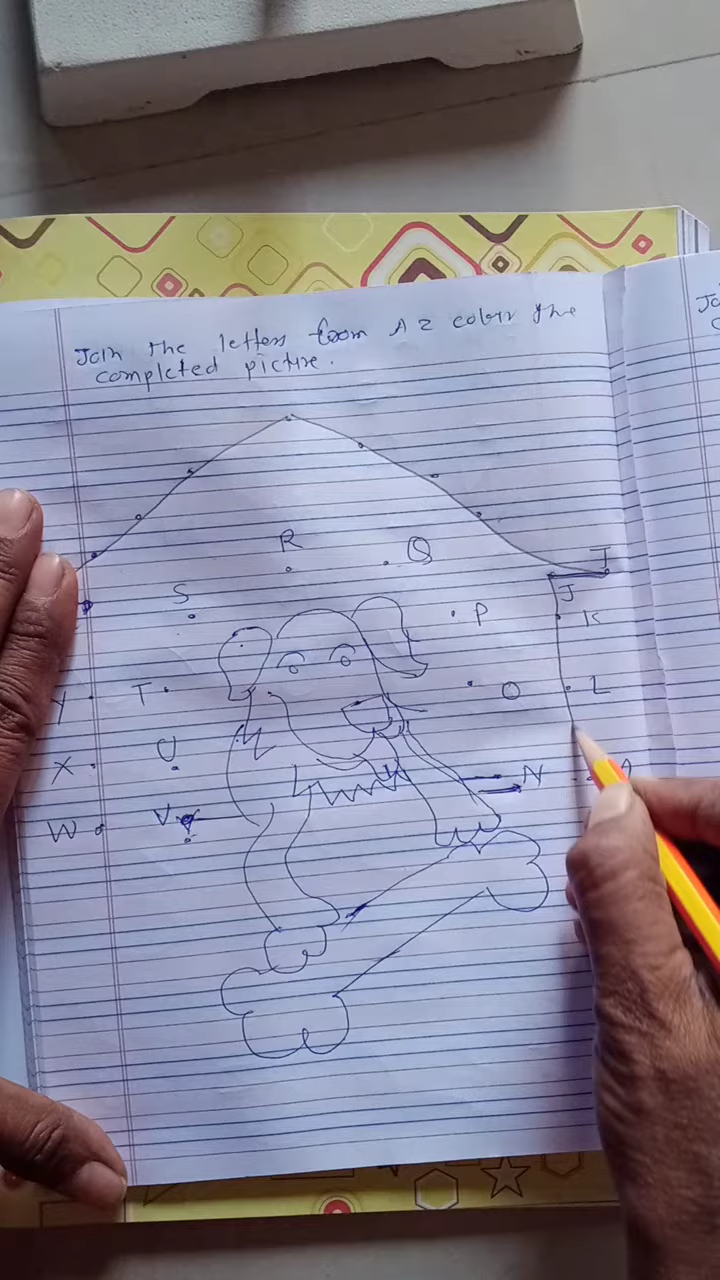 Join the letters from A Z color the
completed picture.
R Q
J
S J
P K
Y T O L
X U N
W V